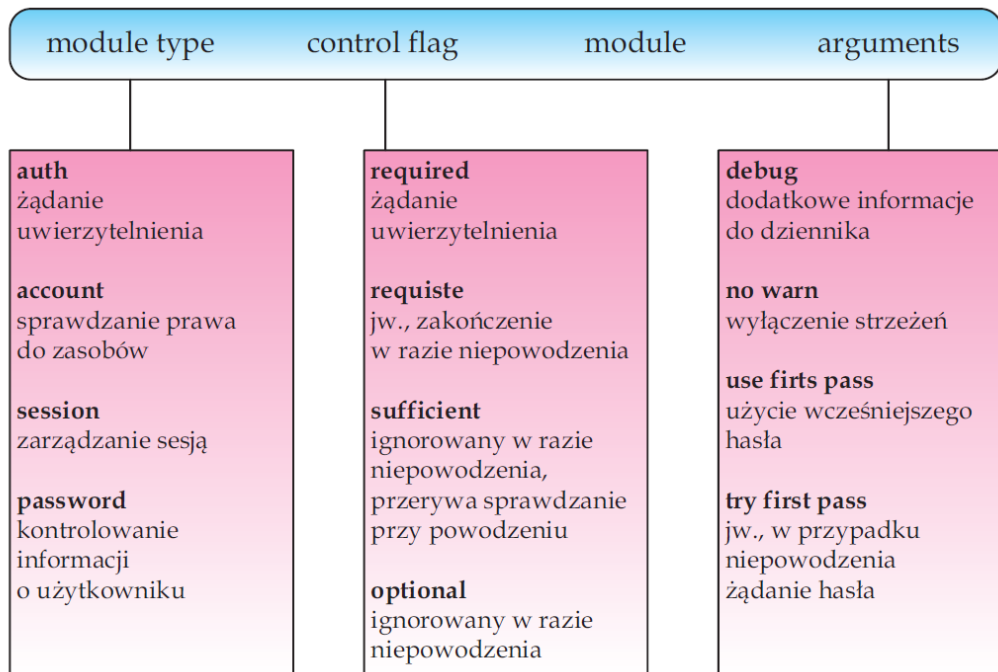 module type control flag module arguments
auth
żądanie
uwierzytelnienia
account
sprawdzanie prawa
do zasobów
session
zarządzanie sesją
password
kontrolowanie
informacji
o użytkowniku
required
żądanie
uwierzytelnienia
requiste
jw., zakończenie
w razie niepowodzenia
sufficient
ignorowany w razie
niepowodzenia,
przerywa sprawdzanie
przy powodzeniu
optional
ignorowany w razie
niepowodzenia
debug
dodatkowe informacje
do dziennika
no warn
wyłączenie strzeżeń
use firts pass
użycie wcześniejszego
hasła
try first pass
jw., w przypadku
niepowodzenia
żądanie hasła